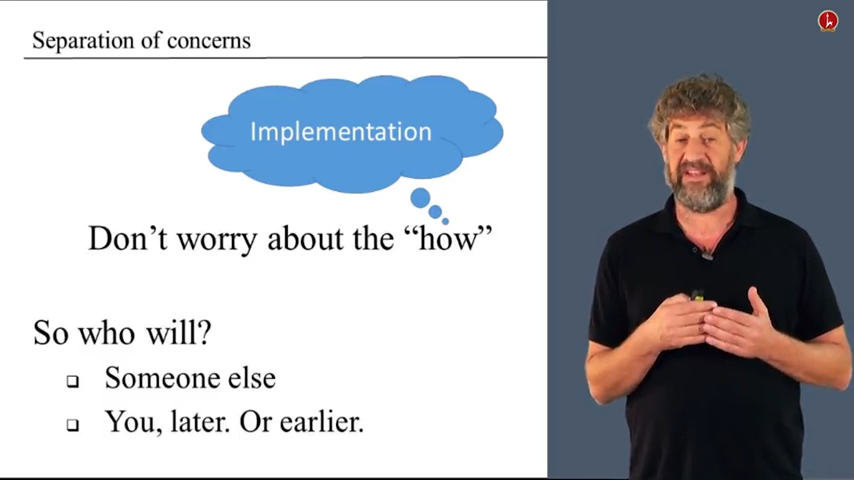 Separation of concerns
Implementation
Don't worry about the “how”
So who will?
Someone else
You, later. Or earlier.